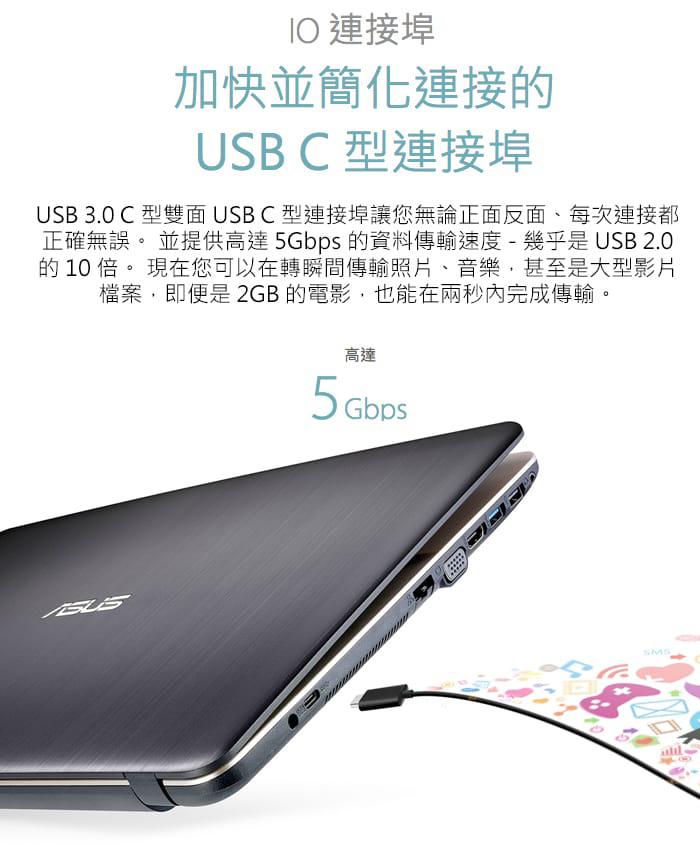 IO 連接埠
加快並簡化連接的
USB C 型連接埠
USB 3.0 C 型雙面 USB C 型連接埠讓您無論正面反面、每次連接都
正確無誤。 並提供高達 5Gbps 的資料傳輸速度 - 幾乎是 USB 2.0
的 10 倍。 現在您可以在轉瞬間傳輸照片、音樂，甚至是大型影片
檔案，即便是 2GB 的電影，也能在兩秒內完成傳輸。
高達
5 Gbps
ASUS
SMS